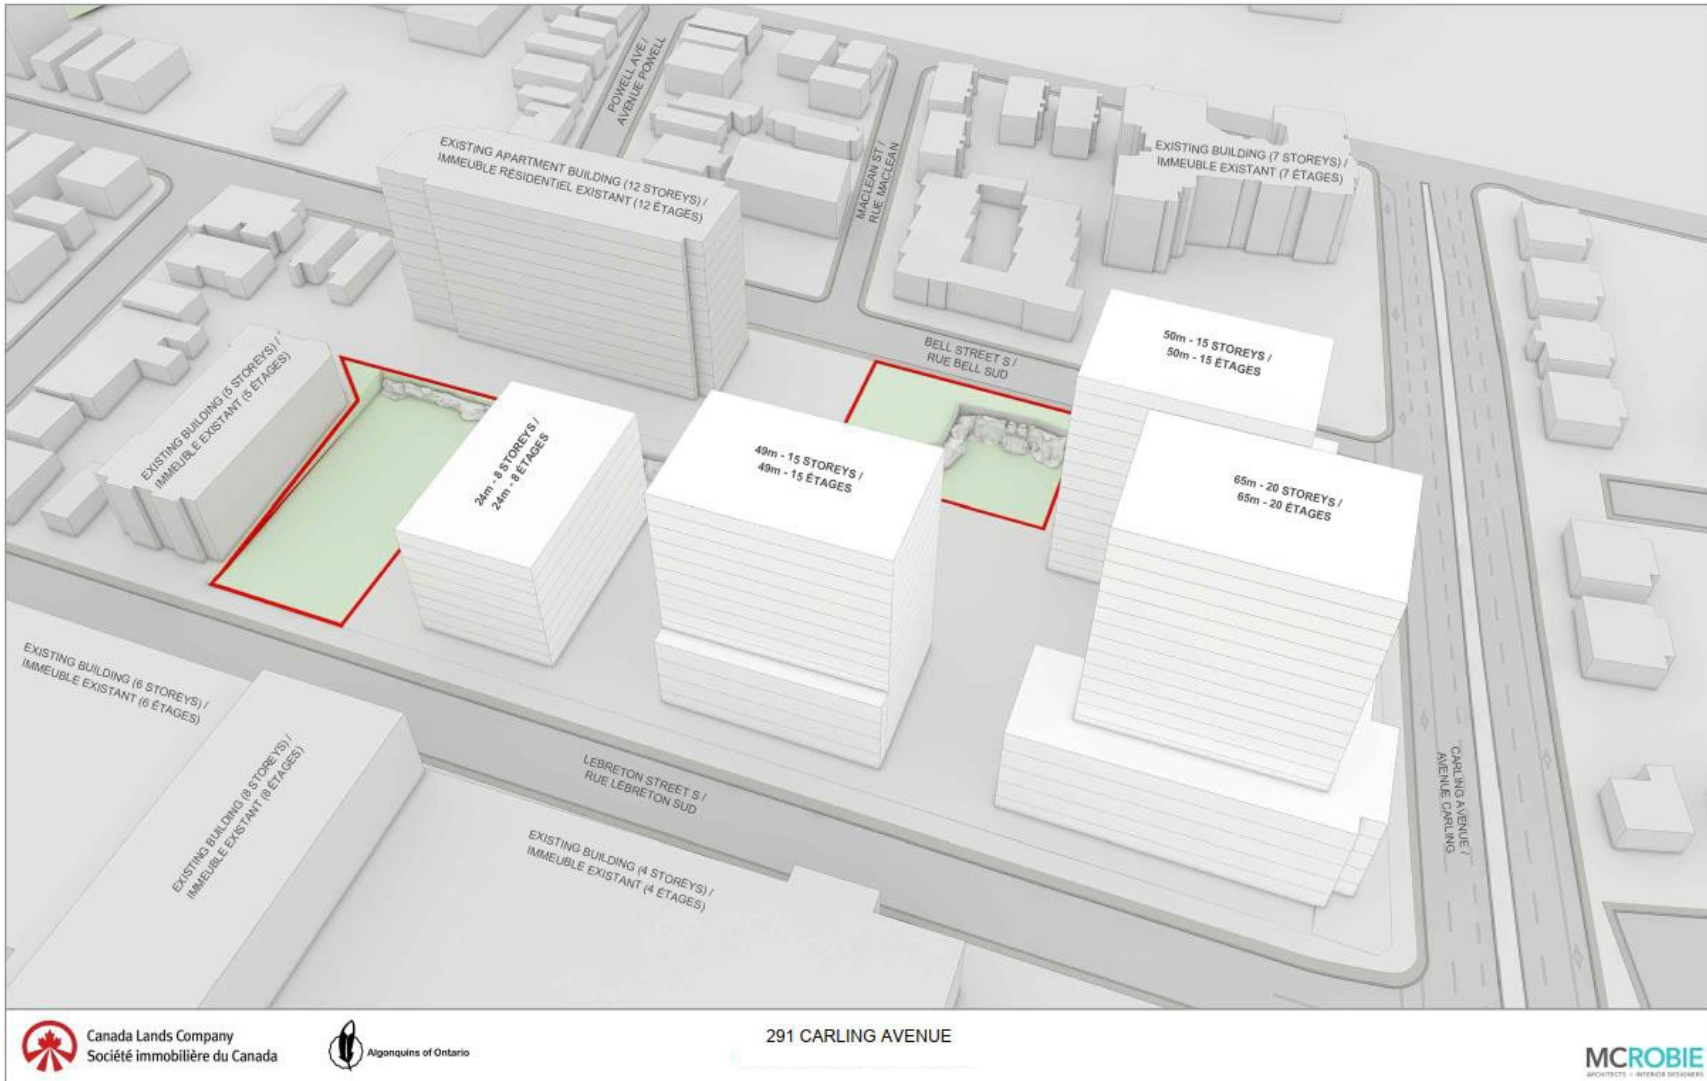 POWELL AVE /
AVENUE POWELL
EXISTING APARTMENT BUILDING (12 STOREYS) /
IMMEUBLE RÉSIDENTIEL EXISTANT (12 ÉTAGES)
MACLEAN ST /
RUE MACLEAN
EXISTING BUILDING (7 STOREYS) /
IMMEUBLE EXISTANT (7 ÉTAGES)
EXISTING BUILDING (5 STOREYS) /
IMMEUBLE EXISTANT (5 ÉTAGES)
BELL STREET S /
RUE BELL SUD
50m - 15 STOREYS /
50m - 15 ÉTAGES
24m - 8 STOREYS /
24m - 8 ÉTAGES
49m - 15 STOREYS /
49m - 15 ÉTAGES
65m - 20 STOREYS /
65m - 20 ÉTAGES
EXISTING BUILDING (6 STOREYS) /
IMMEUBLE EXISTANT (6 ÉTAGES)
EXISTING BUILDING (8 STOREYS) /
IMMEUBLE EXISTANT (8 ÉTAGES)
LEBRETON STREET S /
RUE LEBRETON SUD
EXISTING BUILDING (4 STOREYS) /
IMMEUBLE EXISTANT (4 ÉTAGES)
CARLING AVENUE /
AVENUE CARLING
Canada Lands Company
Société immobilière du Canada
Algonquins of Ontario
291 CARLING AVENUE
MCROBIE
ARCHITECTS + INTERIOR DESIGNERS